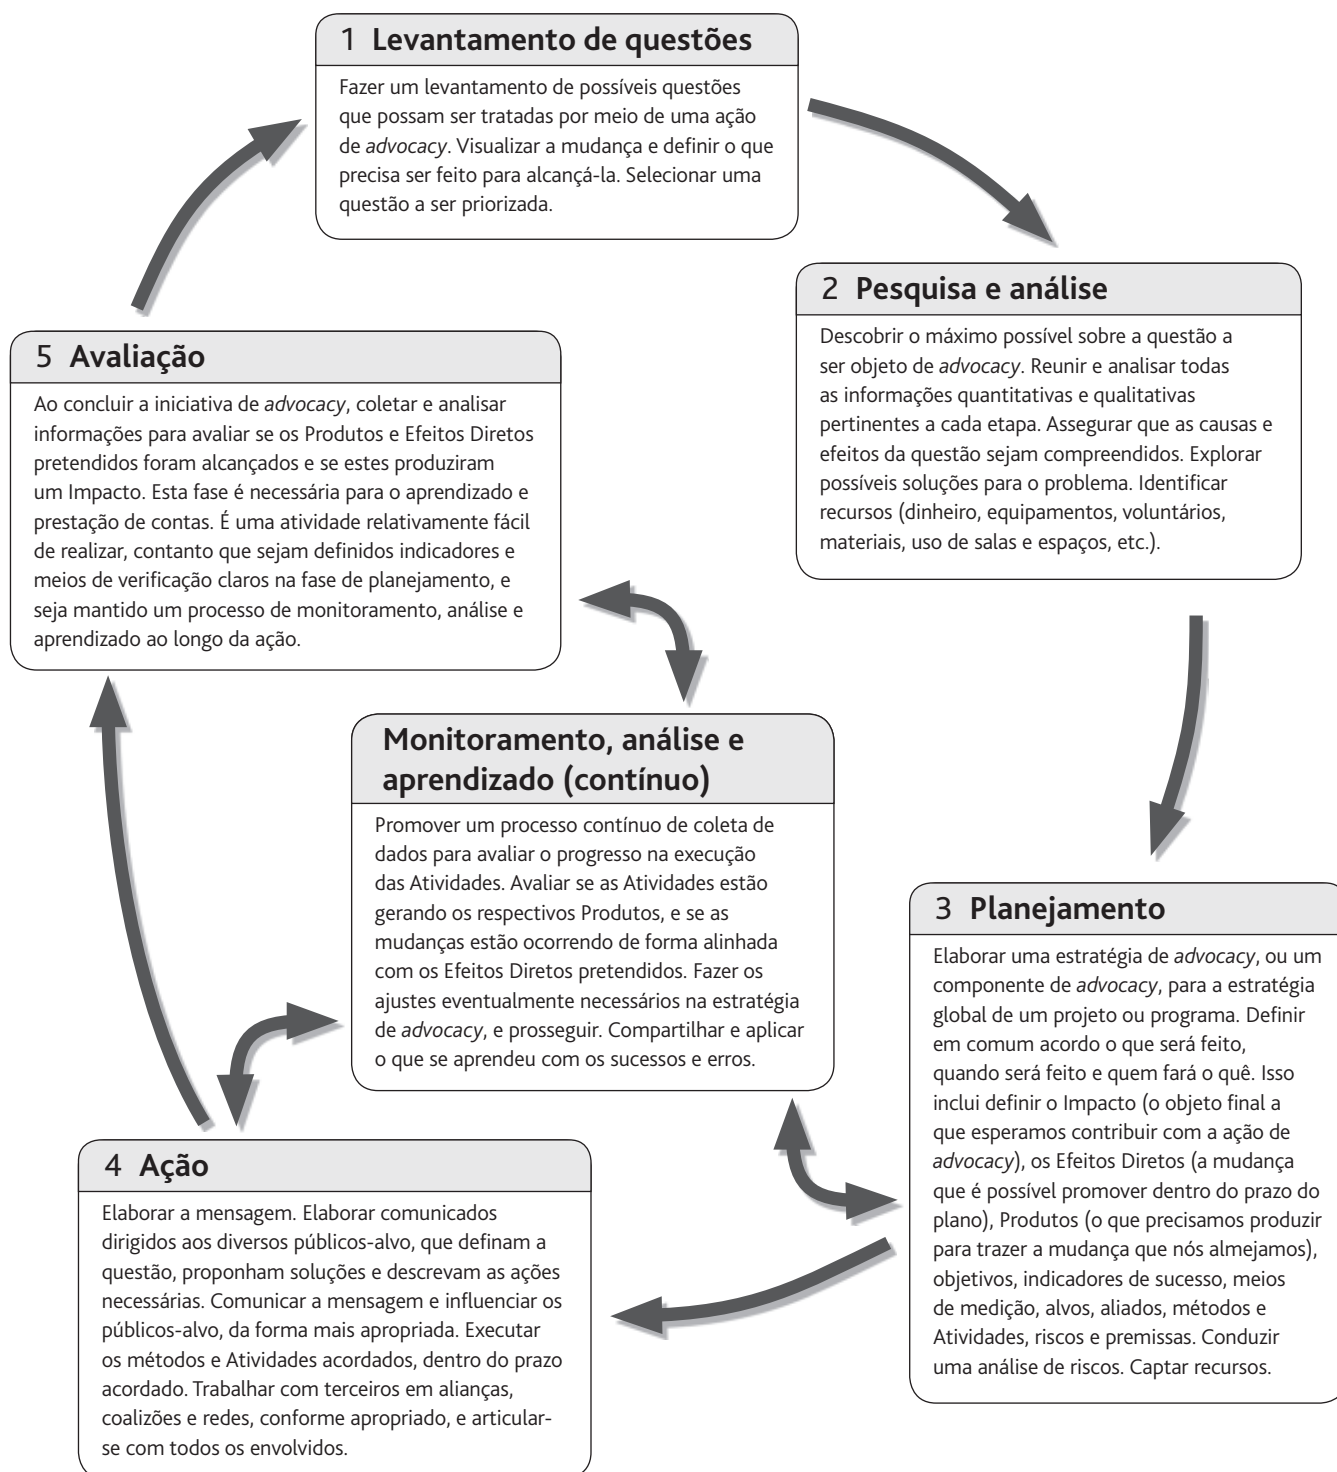 1 Levantamento de questões
Fazer um levantamento de possíveis questões
que possam ser tratadas por meio de uma ação
de advocacy. Visualizar a mudança e definir o que
precisa ser feito para alcançá-la. Selecionar uma
questão a ser priorizada.
2 Pesquisa e análise
Descobrir o máximo possível sobre a questão a
ser objeto de advocacy. Reunir e analisar todas
as informações quantitativas e qualitativas
pertinentes a cada etapa. Assegurar que as causas e
efeitos da questão sejam compreendidos. Explorar
possíveis soluções para o problema. Identificar
recursos (dinheiro, equipamentos, voluntários,
materiais, uso de salas e espaços, etc.).
3 Planejamento
Elaborar uma estratégia de advocacy, ou um
componente de advocacy, para a estratégia
global de um projeto ou programa. Definir
em comum acordo o que será feito,
quando será feito e quem fará o quê. Isso
inclui definir o Impacto (o objeto final a
que esperamos contribuir com a ação de
advocacy), os Efeitos Diretos (a mudança
que é possível promover dentro do prazo do
plano), Produtos (o que precisamos produzir
para trazer a mudança que nós almejamos),
objetivos, indicadores de sucesso, meios
de medição, alvos, aliados, métodos e
Atividades, riscos e premissas. Conduzir
uma análise de riscos. Captar recursos.
4 Ação
Elaborar a mensagem. Elaborar comunicados
dirigidos aos diversos públicos-alvo, que definam a
questão, proponham soluções e descrevam as ações
necessárias. Comunicar a mensagem e influenciar os
públicos-alvo, da forma mais apropriada. Executar
os métodos e Atividades acordados, dentro do prazo
acordado. Trabalhar com terceiros em alianças,
coalizões e redes, conforme apropriado, e articular-
se com todos os envolvidos.
5 Avaliação
Ao concluir a iniciativa de advocacy, coletar e analisar
informações para avaliar se os Produtos e Efeitos Diretos
pretendidos foram alcançados e se estes produziram
um Impacto. Esta fase é necessária para o aprendizado e
prestação de contas. É uma atividade relativamente fácil
de realizar, contanto que sejam definidos indicadores e
meios de verificação claros na fase de planejamento, e
seja mantido um processo de monitoramento, análise e
aprendizado ao longo da ação.
Monitoramento, análise e
aprendizado (contínuo)
Promover um processo contínuo de coleta de
dados para avaliar o progresso na execução
das Atividades. Avaliar se as Atividades estão
gerando os respectivos Produtos, e se as
mudanças estão ocorrendo de forma alinhada
com os Efeitos Diretos pretendidos. Fazer os
ajustes eventualmente necessários na estratégia
de advocacy, e prosseguir. Compartilhar e aplicar
o que se aprendeu com os sucessos e erros.